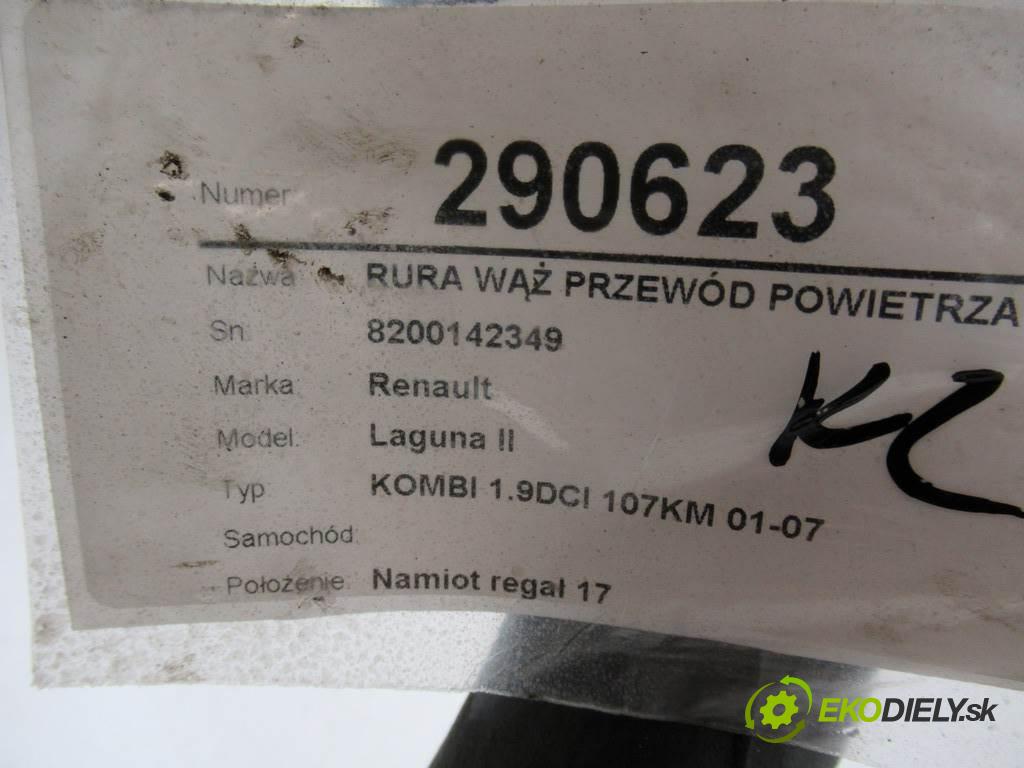 Numer 290623
Nazwa RURA WĄŻ PRZEWÓD POWIETRZA
Sn 8200142349
Marka: Renault
Model: Laguna II
Typ KOMBI 1.9DCI 107KM 01-07
Samochód:
Położenie: Namiot regał 17
EKODIELY.sk